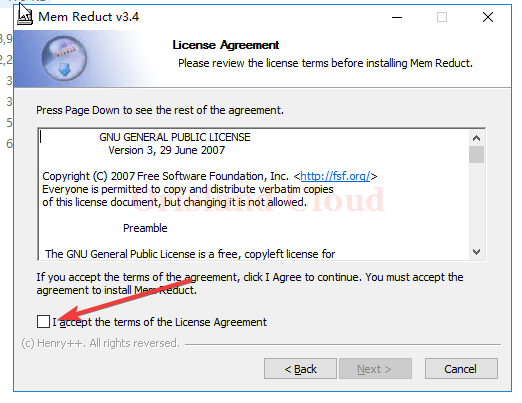 Mem Reduct v3.4
License Agreement
Please review the license terms before installing Mem Reduct.
Press Page Down to see the rest of the agreement.
GNU GENERAL PUBLIC LICENSE
Version 3, 29 June 2007
Copyright (C) 2007 Free Software Foundation, Inc. <http://fsf.org/>
Everyone is permitted to copy and distribute verbatim copies
of this license document, but changing it is not allowed.
Preamble
The GNU General Public License is a free, copyleft license for
If you accept the terms of the agreement, click I Agree to continue. You must accept the
agreement to install Mem Reduct.
I accept the terms of the License Agreement
(c) Henry++. All rights reversed.
< Back
Next >
Cancel